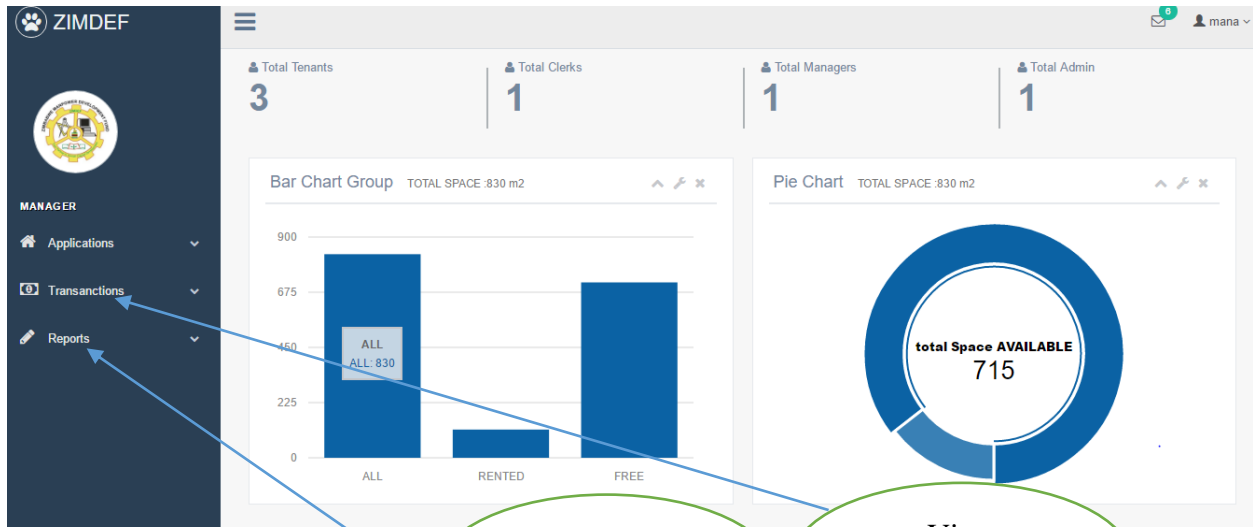 ZIMDEF
6
mana
Total Tenants
3
Total Clerks
1
Total Managers
1
Total Admin
1
MANAGER
Applications
Transanctions
Reports
Bar Chart Group TOTAL SPACE :830 m2
900
675
450
225
0
ALL
ALL: 830
ALL
RENTED
FREE
Pie Chart TOTAL SPACE :830 m2
total Space AVAILABLE
715